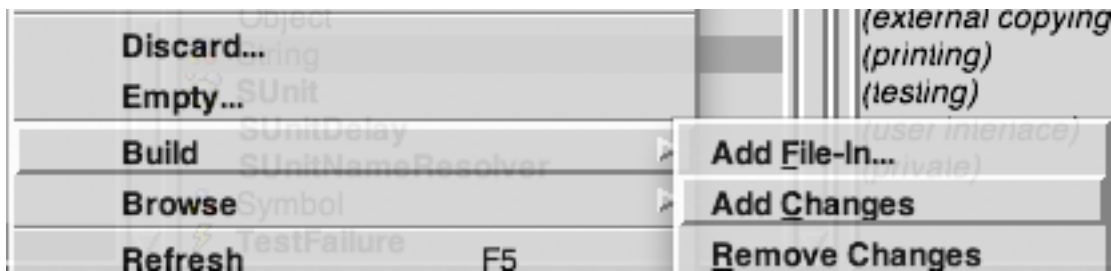 Object
Discard...
String
Empty...
SUnit
SUnitDelay
Build
SUnitNameResolver
Browse
Symbol
TestFailure
Refresh F5
Add File-In...
Add Changes
Remove Changes
(external copying
(printing)
(testing)
(user interface)
(private)